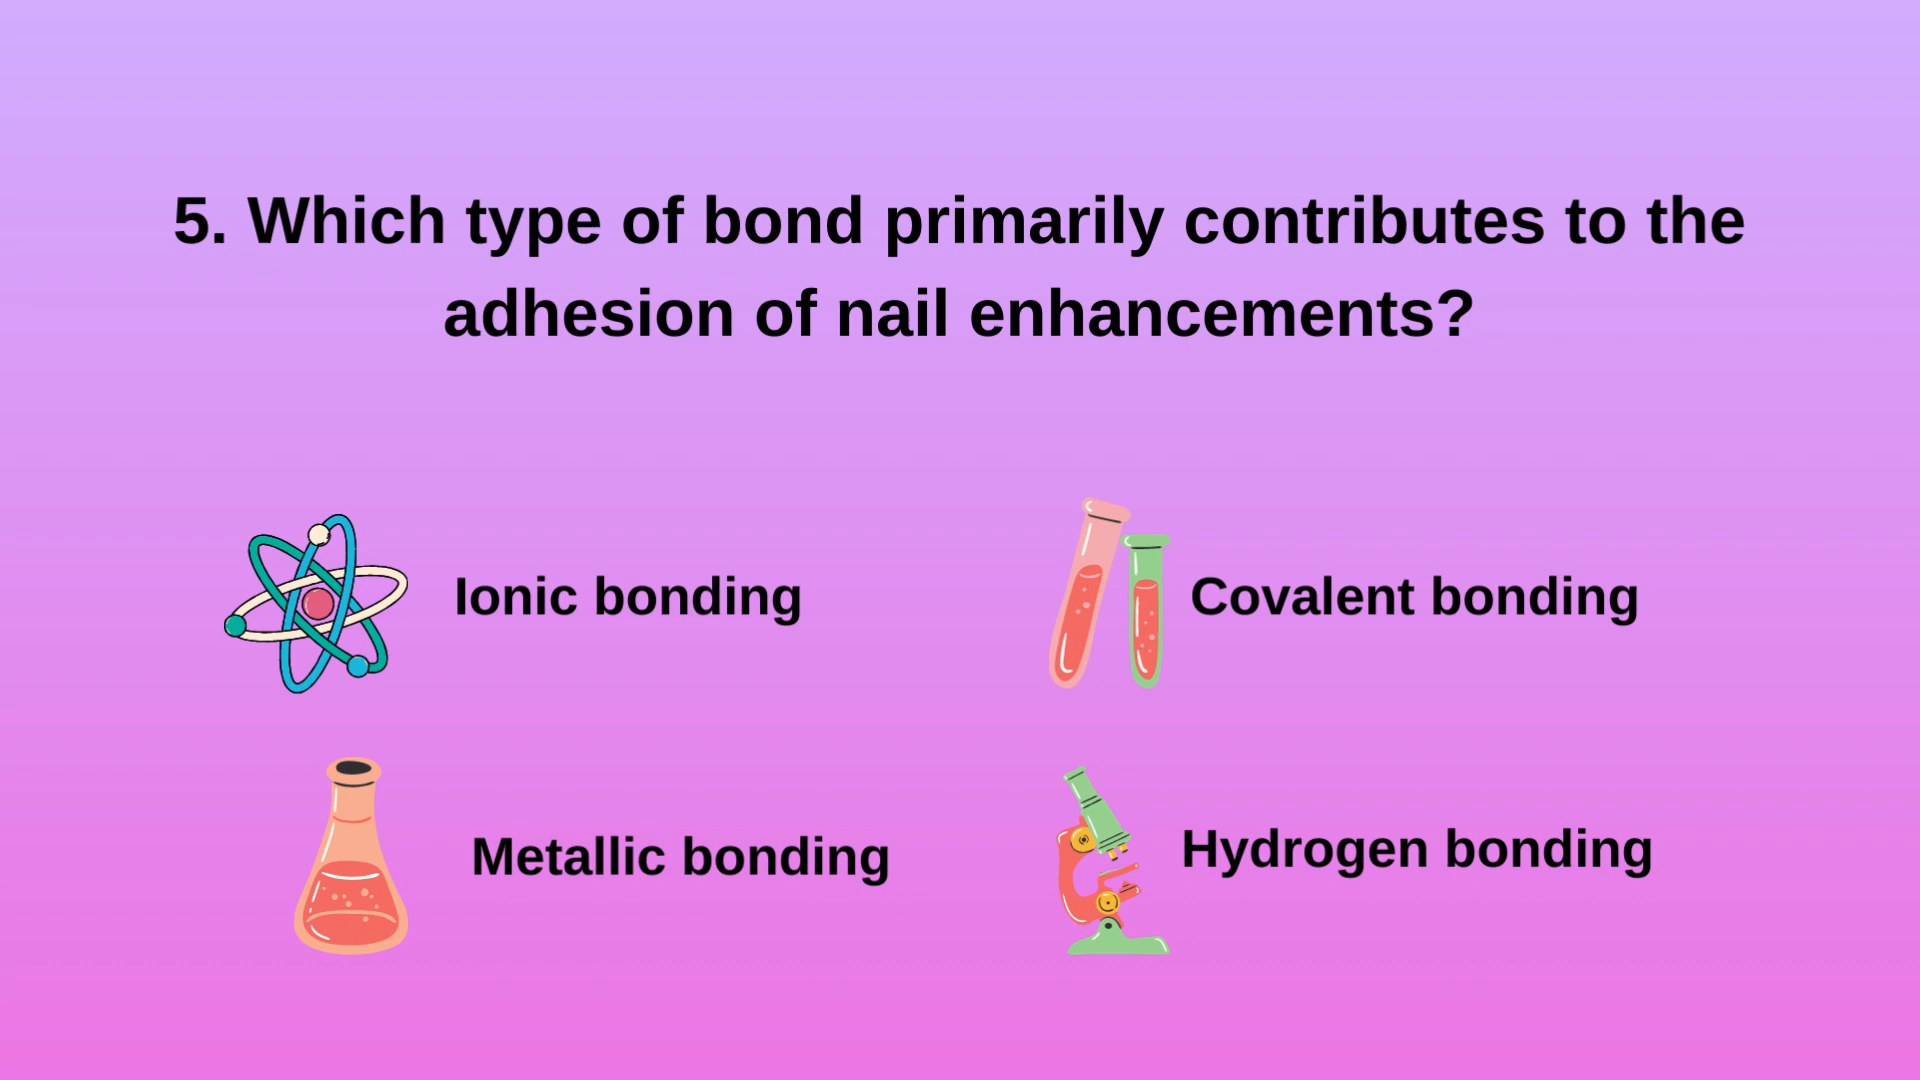 5. Which type of bond primarily contributes to the
adhesion of nail enhancements?
Ionic bonding
Covalent bonding
Metallic bonding
Hydrogen bonding